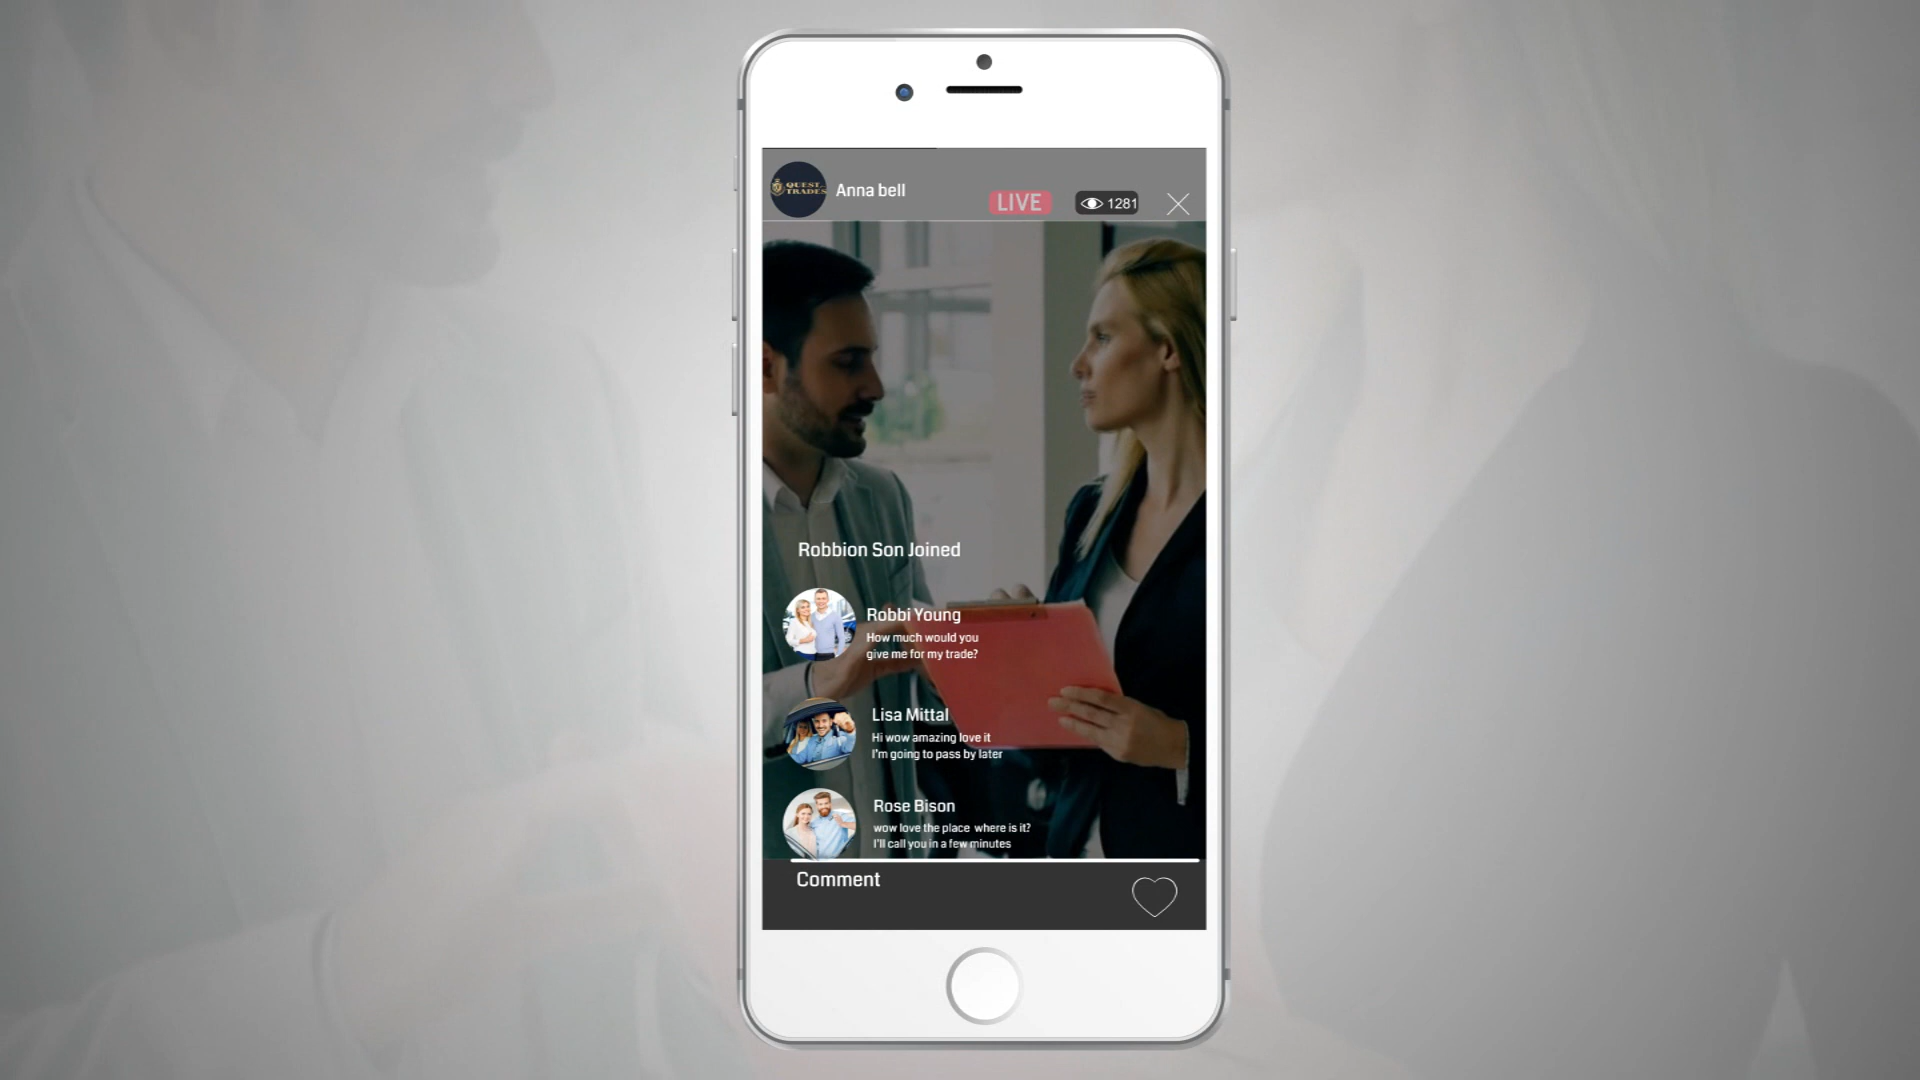 QUEST
TRADES
Anna bell
LIVE
1281
Robbion Son Joined
Robbi Young
How much would you
give me for my trade?
Lisa Mittal
Hi wow amazing love it
I'm going to pass by later
Rose Bison
wow love the place where is it?
I'll call you in a few minutes
Comment